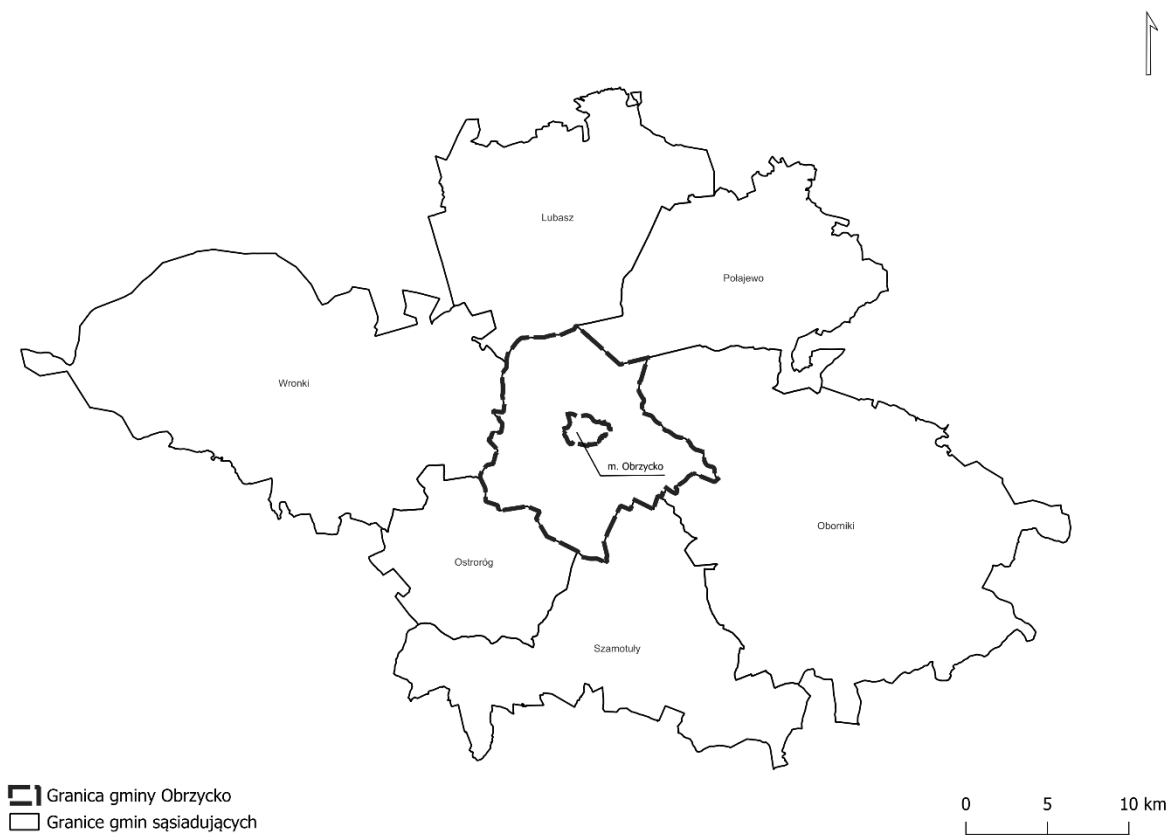 Lubasz
Połajewo
Wronki
m. Obrzycko
Oborniki
Ostroróg
Szamotuły
Granica gminy Obrzycko
Granice gmin sąsiadujących
0 5 10 km